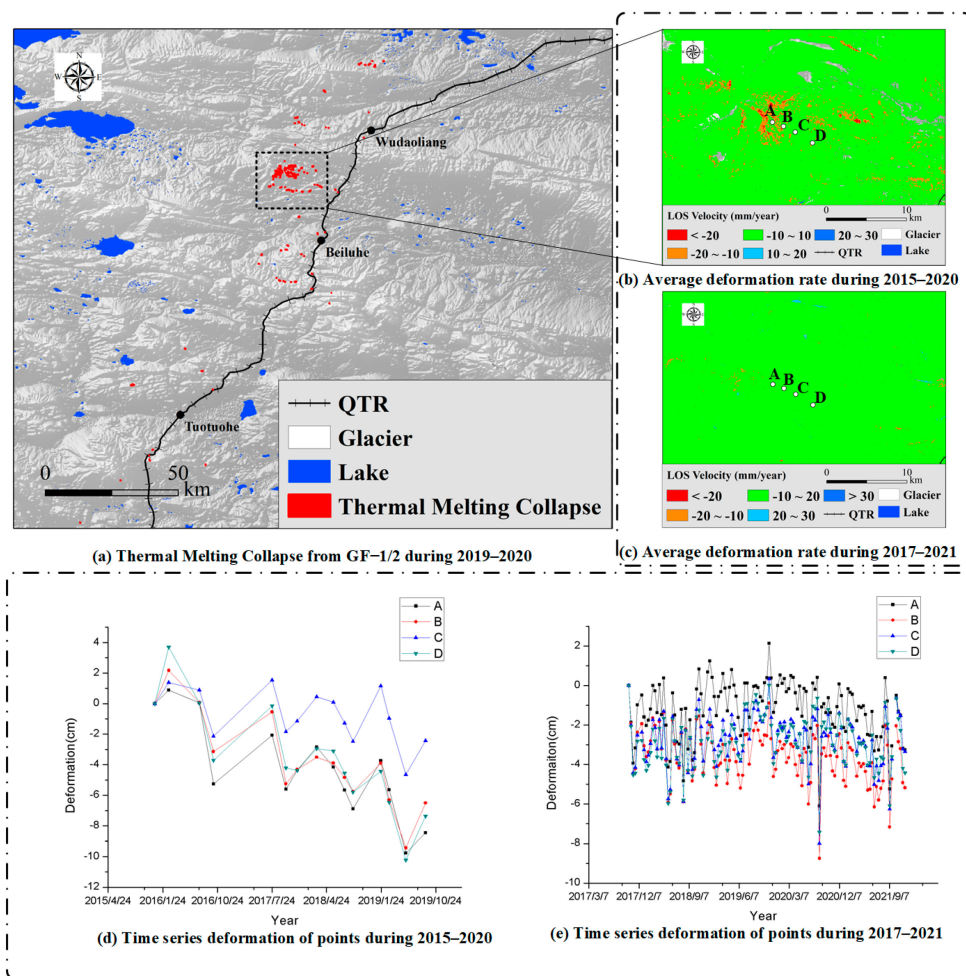 N
W E
S
Wudaoliang
Beiluhe
Tuotuohe
0 50
km
QTR
Glacier
Lake
Thermal Melting Collapse
(a) Thermal Melting Collapse from GF−1/2 during 2019–2020
A
B
C
D
LOS Velocity (mm/year)
0 10
km
< -20
-10 ~ 10
20 ~ 30
Glacier
-20 ~ -10
10 ~ 20
QTR
Lake
(b) Average deformation rate during 2015–2020
A
B
C
D
LOS Velocity (mm/year)
0 10
km
< -20
-10 ~ 20
> 30
Glacier
-20 ~ -10
20 ~ 30
QTR
Lake
(c) Average deformation rate during 2017–2021
A
B
C
D
4
2
0
-2
-4
-6
-8
-10
-12
Deformation(cm)
2015/4/24 2016/1/24 2016/10/24 2017/7/24 2018/4/24 2019/1/24 2019/10/24
Year
(d) Time series deformation of points during 2015–2020
A
B
C
D
2
0
-2
-4
-6
-8
-10
Deformaiton(cm)
2017/3/7 2017/12/7 2018/9/7 2019/6/7 2020/3/7 2020/12/7 2021/9/7
Year
(e) Time series deformation of points during 2017–2021